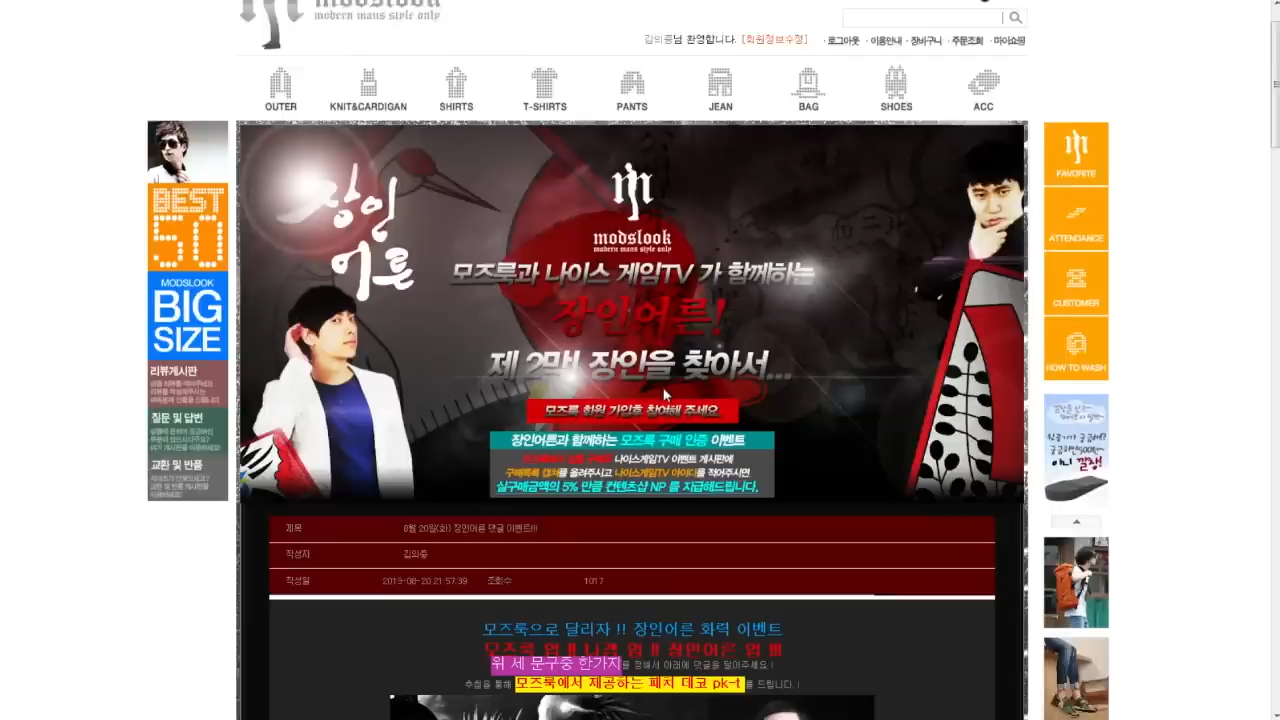 modslook
modern mans style only
김의중님 환영합니다. [회원정보수정]
· 로그아웃 · 이용안내 · 장바구니 · 주문조회 · 마이쇼핑
OUTER KNIT&CARDIGAN SHIRTS T-SHIRTS PANTS JEAN BAG SHOES ACC
BEST
50
MODSLOOK
BIG
SIZE
리뷰게시판
질문 및 답변
교환 및 반품
장인
어른
modslook
modern mans style only
모즈룩과 나이스 게임TV 가 함께하는
장인어른!
제 2의 장인을 찾아서...
모즈룩 회원 가입후 참여해 주세요.
장인어른과 함께하는 모즈룩 구매 인증 이벤트
나이스게임TV 이벤트 게시판에
구매목록 캡쳐를 올려주시고 나이스게임TV 아이디를 적어주시면
실구매금액의 5% 만큼 컨텐츠샵 NP 를 지급해드립니다.
FAVORITE
ATTENDANCE
CUSTOMER
HOW TO WASH
제목 8월 20일(화) 장인어른 댓글 이벤트!!!
작성자 김의중
작성일 2013-08-20 21:57:39 조회수 1017
모즈룩으로 달리자 !! 장인어른 화력 이벤트
모즈룩 업 !! 나겜 업 !! 장인어른 업 !!!
위 세 문구중 한가지를 정해서 아래에 댓글을 달아주세요 !
추첨을 통해 모즈룩에서 제공하는 페치 데코 pk-t 를 드립니다. !